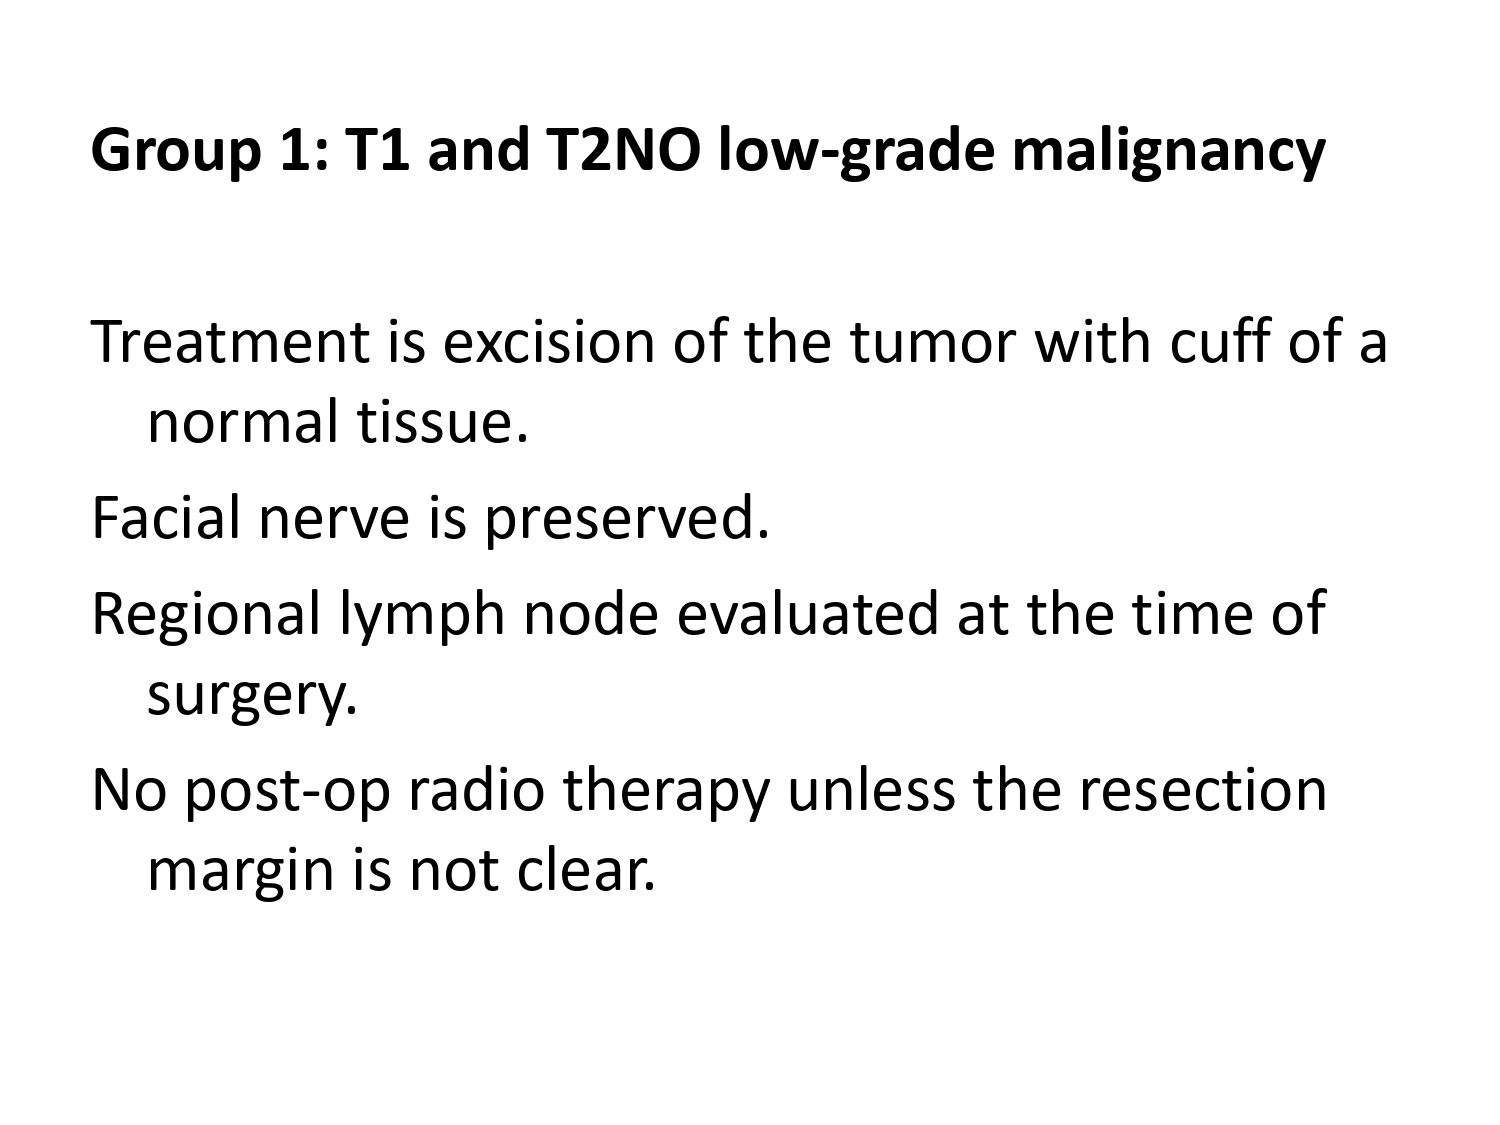 Group 1: T1 and T2NO low-grade malignancy
Treatment is excision of the tumor with cuff of a
normal tissue.
Facial nerve is preserved.
Regional lymph node evaluated at the time of
surgery.
No post-op radio therapy unless the resection
margin is not clear.